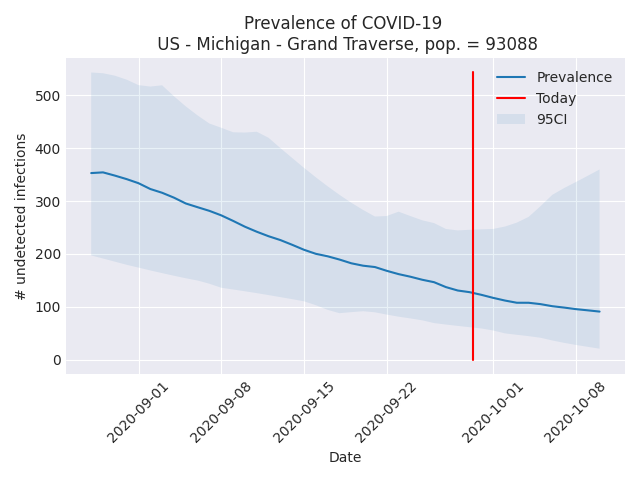 Prevalence of COVID-19
US - Michigan - Grand Traverse, pop. = 93088
Prevalence
Today
95CI
# undetected infections
500
400
300
200
100
0
2020-09-01
2020-09-08
2020-09-15
2020-09-22
2020-10-01
2020-10-08
Date